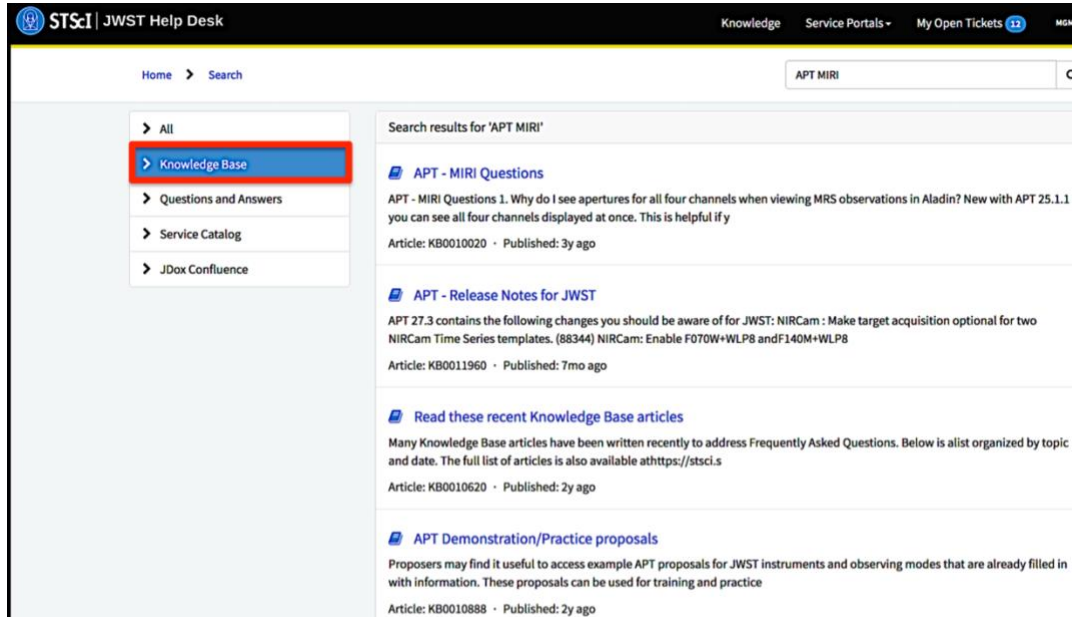 STScI | JWST Help Desk
Knowledge Service Portals My Open Tickets 12
Home Search
APT MIRI
All
Knowledge Base
Questions and Answers
Service Catalog
JDox Confluence
Search results for 'APT MIRI'
APT - MIRI Questions
APT - MIRI Questions 1. Why do I see apertures for all four channels when viewing MRS observations in Aladin? New with APT 25.1.1
you can see all four channels displayed at once. This is helpful if y
Article: KB0010020 · Published: 3y ago
APT - Release Notes for JWST
APT 27.3 contains the following changes you should be aware of for JWST: NIRCam : Make target acquisition optional for two
NIRCam Time Series templates. (88344) NIRCam: Enable F070W+WLP8 andF140M+WLP8
Article: KB0011960 · Published: 7mo ago
Read these recent Knowledge Base articles
Many Knowledge Base articles have been written recently to address Frequently Asked Questions. Below is alist organized by topic
and date. The full list of articles is also available athttps://stsci.s
Article: KB0010620 · Published: 2y ago
APT Demonstration/Practice proposals
Proposers may find it useful to access example APT proposals for JWST instruments and observing modes that are already filled in
with information. These proposals can be used for training and practice
Article: KB0010888 · Published: 2y ago